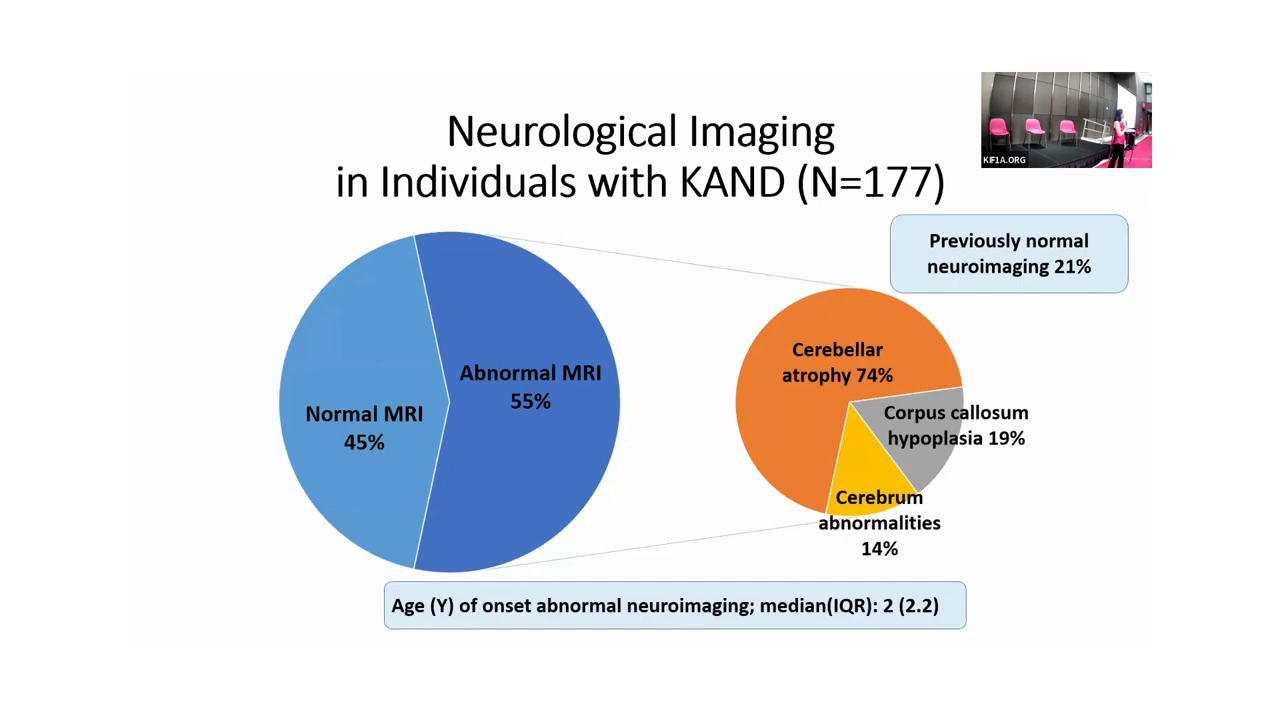 Neurological Imaging
in Individuals with KAND (N=177)
KIF1A.ORG
Previously normal
neuroimaging 21%
Normal MRI
45%
Abnormal MRI
55%
Cerebellar
atrophy 74%
Corpus callosum
hypoplasia 19%
Cerebrum
abnormalities
14%
Age (Y) of onset abnormal neuroimaging; median(IQR): 2 (2.2)